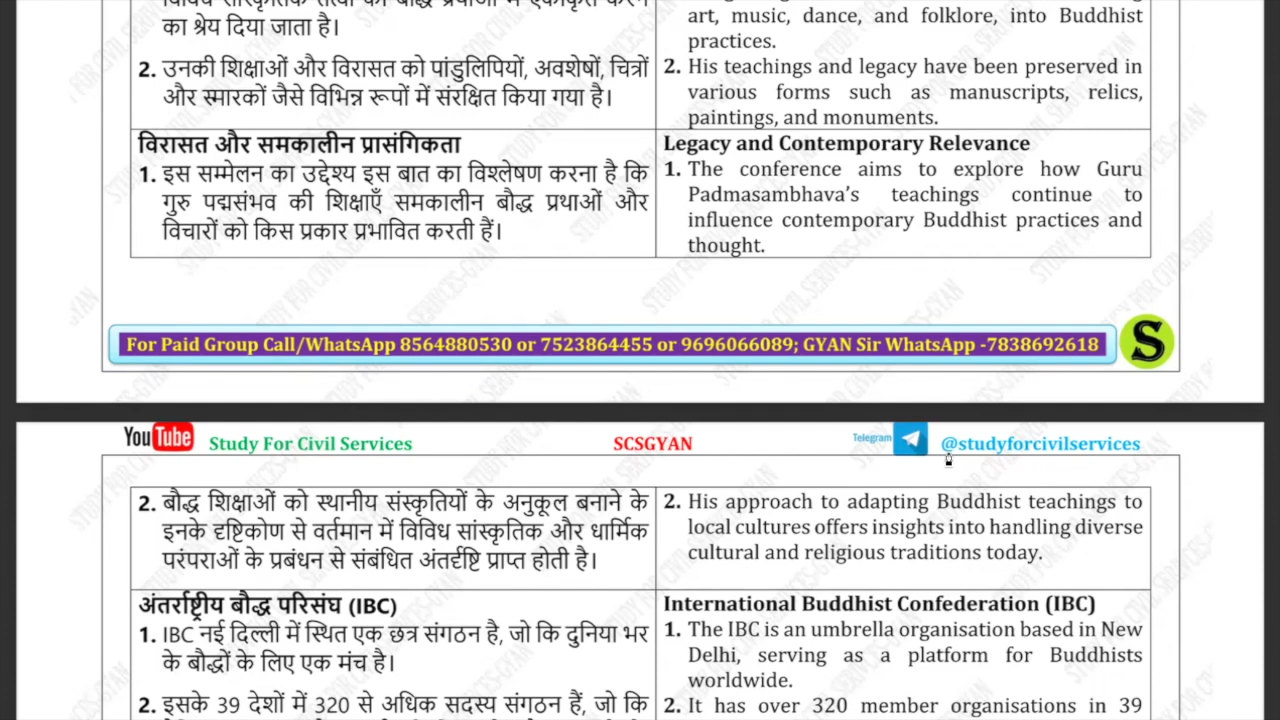 का श्रेय दिया जाता है।
2. उनकी शिक्षाओं और विरासत को पांडुलिपियों, अवशेषों, चित्रों
और स्मारकों जैसे विभिन्न रूपों में संरक्षित किया गया है।
art, music, dance, and folklore, into Buddhist
practices.
2. His teachings and legacy have been preserved in
various forms such as manuscripts, relics,
paintings, and monuments.
विरासत और समकालीन प्रासंगिकता
1. इस सम्मेलन का उद्देश्य इस बात का विश्लेषण करना है कि
गुरु पद्मसंभव की शिक्षाएँ समकालीन बौद्ध प्रथाओं और
विचारों को किस प्रकार प्रभावित करती हैं।
Legacy and Contemporary Relevance
1. The conference aims to explore how Guru
Padmasambhava's teachings continue to
influence contemporary Buddhist practices and
thought.
For Paid Group Call/WhatsApp 8564880530 or 7523864455 or 9696066089; GYAN Sir WhatsApp -7838692618
S
YouTube Study For Civil Services SCSGYAN Telegram @studyforcivilservices
2. बौद्ध शिक्षाओं को स्थानीय संस्कृतियों के अनुकूल बनाने के
इनके दृष्टिकोण से वर्तमान में विविध सांस्कृतिक और धार्मिक
परंपराओं के प्रबंधन से संबंधित अंतर्दृष्टि प्राप्त होती है।
2. His approach to adapting Buddhist teachings to
local cultures offers insights into handling diverse
cultural and religious traditions today.
अंतर्राष्ट्रीय बौद्ध परिसंघ (IBC)
1. IBC नई दिल्ली में स्थित एक छत्र संगठन है, जो कि दुनिया भर
के बौद्धों के लिए एक मंच है।
2. इसके 39 देशों में 320 से अधिक सदस्य संगठन हैं, जो कि
International Buddhist Confederation (IBC)
1. The IBC is an umbrella organisation based in New
Delhi, serving as a platform for Buddhists
worldwide.
2. It has over 320 member organisations in 39